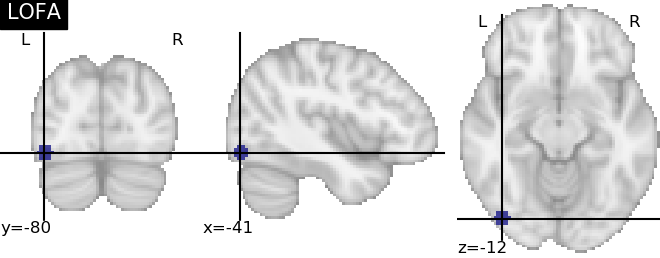 LOFA
L R
L R
y=-80
x=-41
z=-12